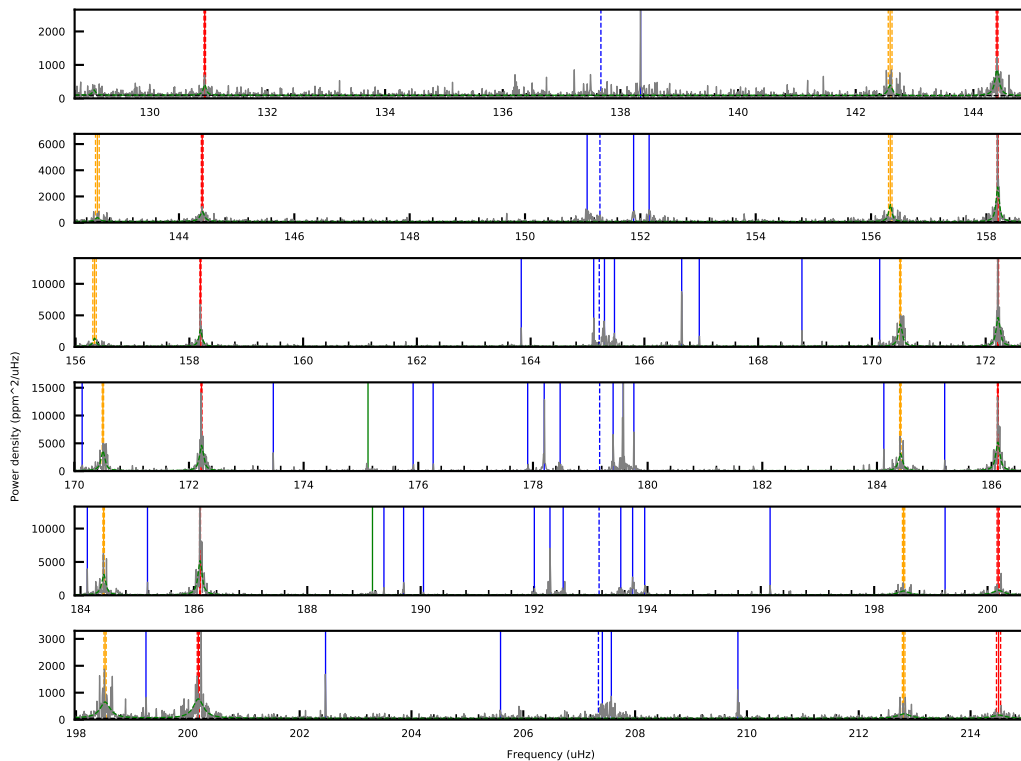 2000
1000
0
130 132 134 136 138 140 142 144
6000
4000
2000
0
144 146 148 150 152 154 156 158
10000
5000
0
156 158 160 162 164 166 168 170 172
15000
10000
5000
0
170 172 174 176 178 180 182 184 186
10000
5000
0
184 186 188 190 192 194 196 198 200
3000
2000
1000
0
198 200 202 204 206 208 210 212 214
Power density (ppm^2/uHz)
Frequency (uHz)